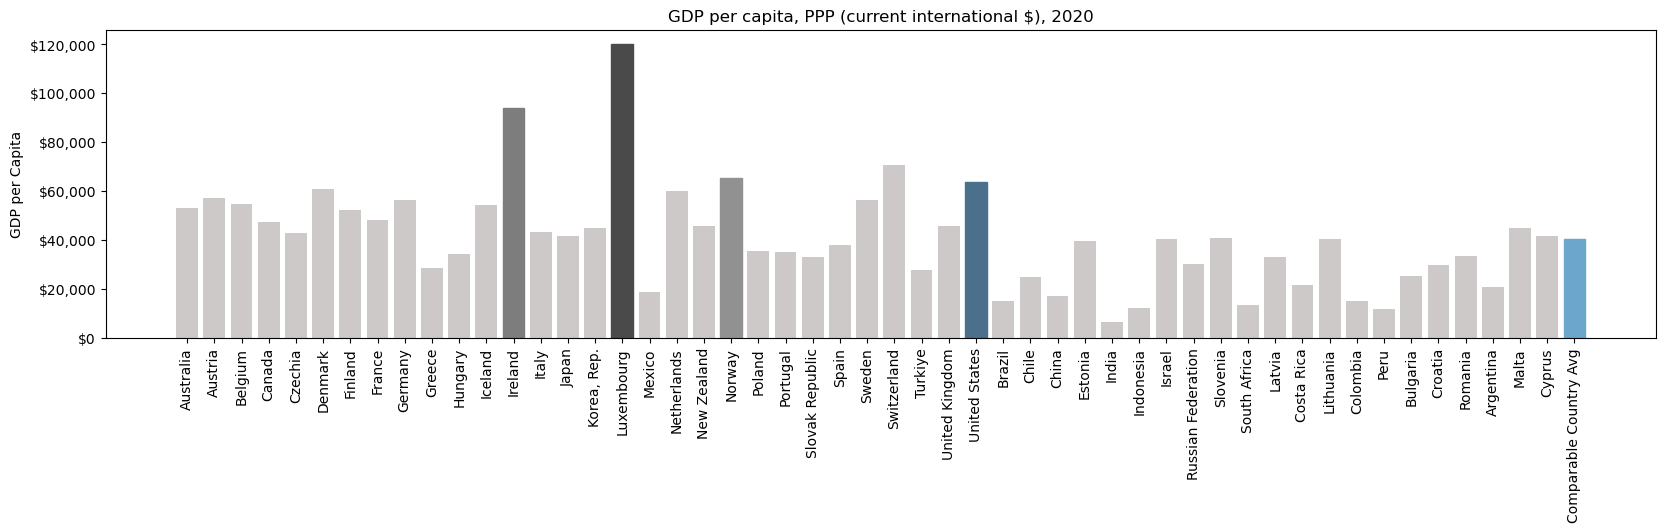 GDP per capita, PPP (current international $), 2020
GDP per Capita
$120,000
$100,000
$80,000
$60,000
$40,000
$20,000
$0
Australia
Austria
Belgium
Canada
Czechia
Denmark
Finland
France
Germany
Greece
Hungary
Iceland
Ireland
Italy
Japan
Korea, Rep.
Luxembourg
Mexico
Netherlands
New Zealand
Norway
Poland
Portugal
Slovak Republic
Spain
Sweden
Switzerland
Turkiye
United Kingdom
United States
Brazil
Chile
China
Estonia
India
Indonesia
Israel
Russian Federation
Slovenia
South Africa
Latvia
Costa Rica
Lithuania
Colombia
Peru
Bulgaria
Croatia
Romania
Argentina
Malta
Cyprus
Comparable Country Avg